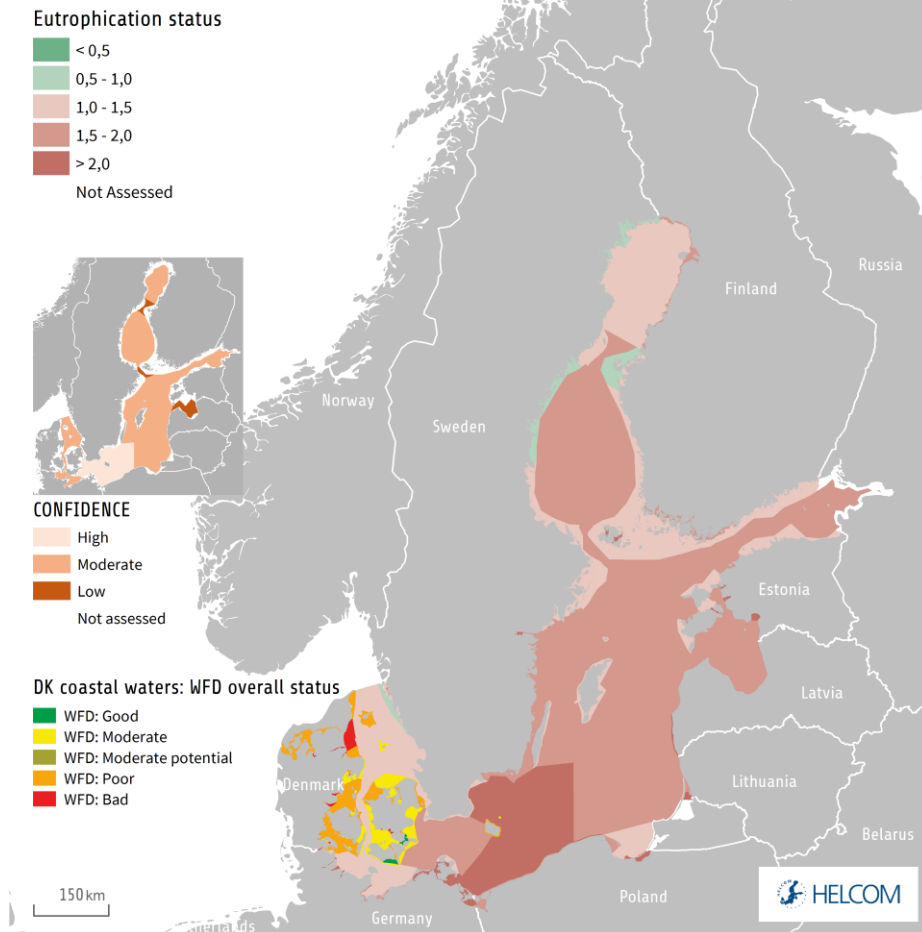 Eutrophication status
< 0,5
0,5 - 1,0
1,0 - 1,5
1,5 - 2,0
> 2,0
Not Assessed
Russia
Finland
Norway
Sweden
CONFIDENCE
High
Moderate
Low
Not assessed
Estonia
DK coastal waters: WFD overall status
WFD: Good
WFD: Moderate
WFD: Moderate potential
WFD: Poor
WFD: Bad
Latvia
Denmark
Lithuania
Belarus
150 km
Poland
HELCOM
Germany
therlands